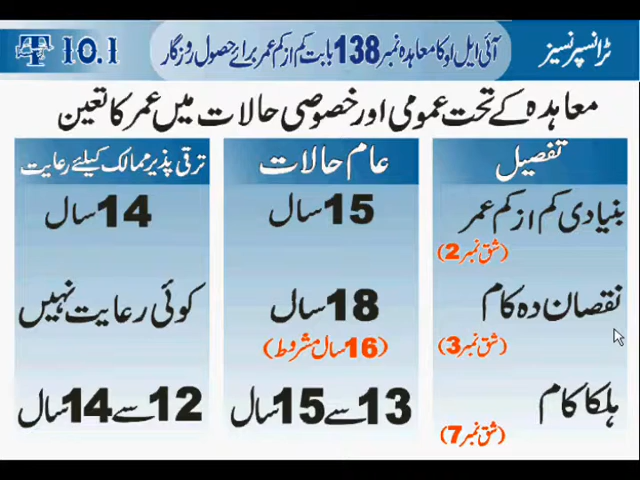 ٹرانسپرنسیز
آئی ایل او کا معاہدہ نمبر 138 بابت کم از کم عمر برائے حصول روزگار
T 10.1
معاہدہ کے تحت عمومی اور خصوصی حالات میں عمر کا تعین
تفصیل عام حالات ترقی پذیر ممالک کیلئے رعایت
بنیادی کم از کم عمر 15 سال 14 سال
(شق نمبر 2)
نقصان دہ کام 18 سال کوئی رعایت نہیں
(شق نمبر 3) (16 سال مشروط)
ہلکا کام 13 سے 15 سال 12 سے 14 سال
(شق نمبر 7)